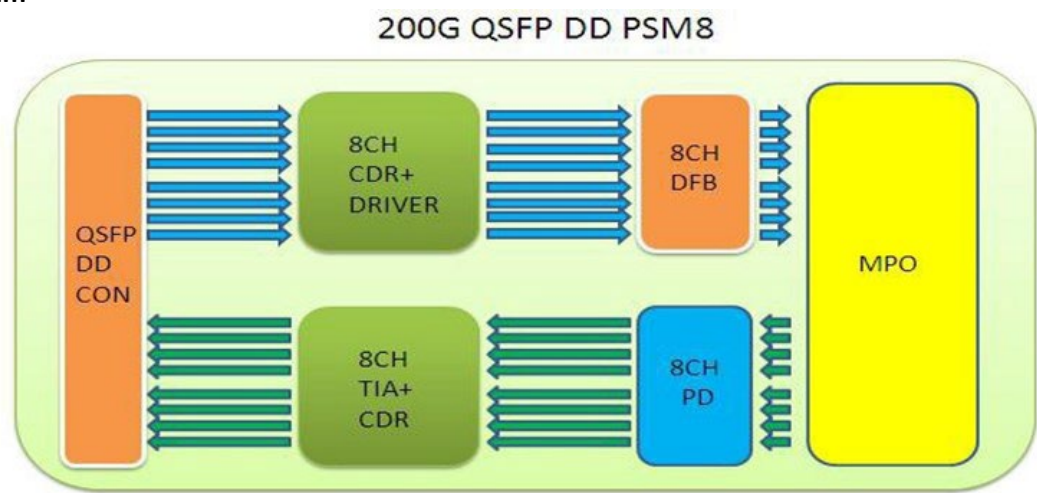 200G QSFP DD PSM8
QSFP
DD
CON
8CH
CDR+
DRIVER
8CH
DFB
MPO
8CH
TIA+
CDR
8CH
PD